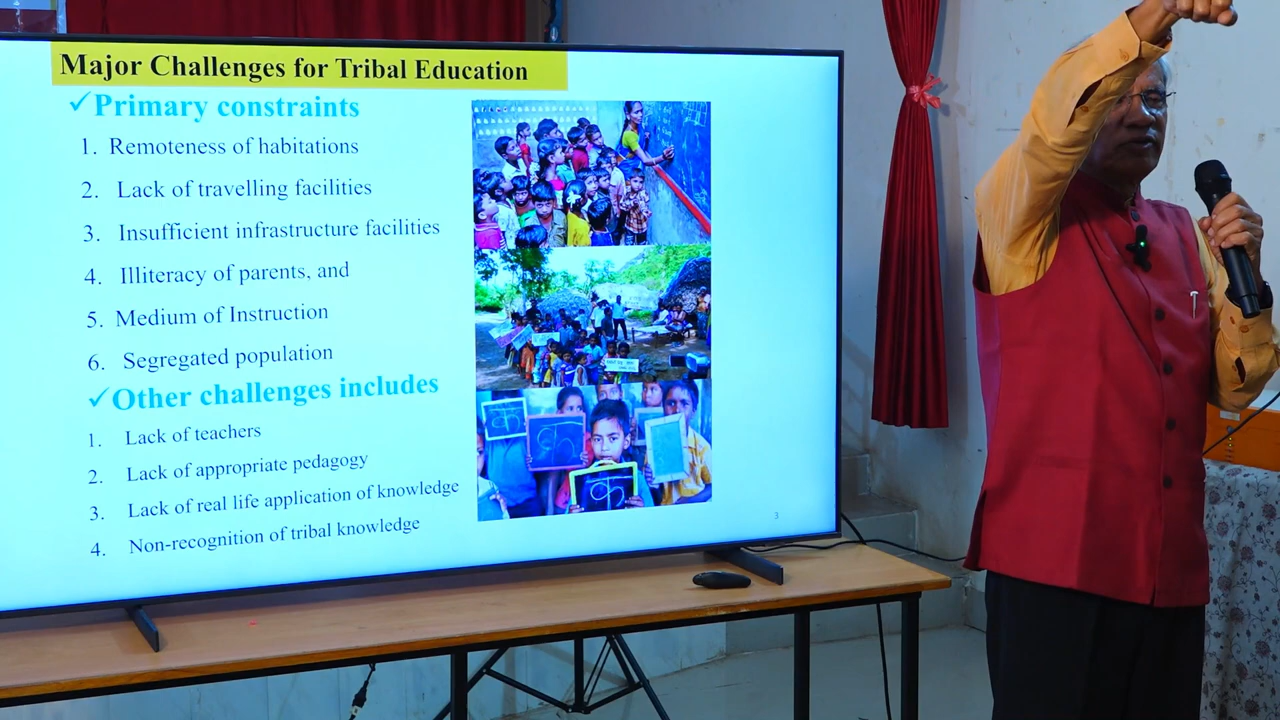 Major Challenges for Tribal Education
✓Primary constraints
1. Remoteness of habitations
2. Lack of travelling facilities
3. Insufficient infrastructure facilities
4. Illiteracy of parents, and
5. Medium of Instruction
6. Segregated population
✓Other challenges includes
1. Lack of teachers
2. Lack of appropriate pedagogy
3. Lack of real life application of knowledge
4. Non-recognition of tribal knowledge
3